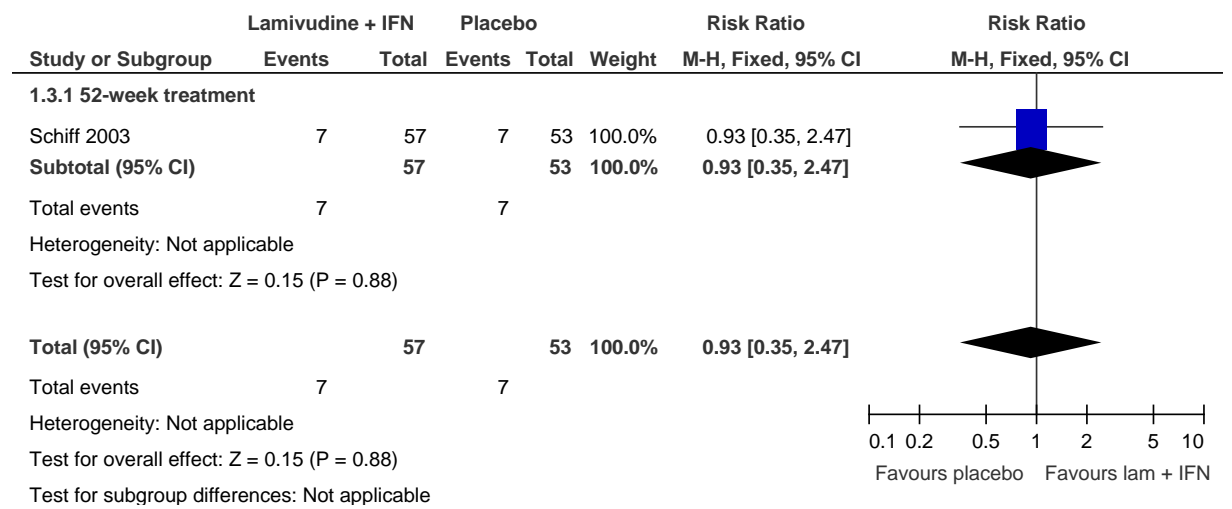 Lamivudine + IFN Placebo Risk Ratio Risk Ratio
Study or Subgroup Events Total Events Total Weight M-H, Fixed, 95% CI M-H, Fixed, 95% CI
1.3.1 52-week treatment
Schiff 2003 7 57 7 53 100.0% 0.93 [0.35, 2.47]
Subtotal (95% CI) 57 53 100.0% 0.93 [0.35, 2.47]
Total events 7 7
Heterogeneity: Not applicable
Test for overall effect: Z = 0.15 (P = 0.88)
Total (95% CI) 57 53 100.0% 0.93 [0.35, 2.47]
Total events 7 7
Heterogeneity: Not applicable
Test for overall effect: Z = 0.15 (P = 0.88)
Test for subgroup differences: Not applicable
0.1 0.2 0.5 1 2 5 10
Favours placebo Favours lam + IFN